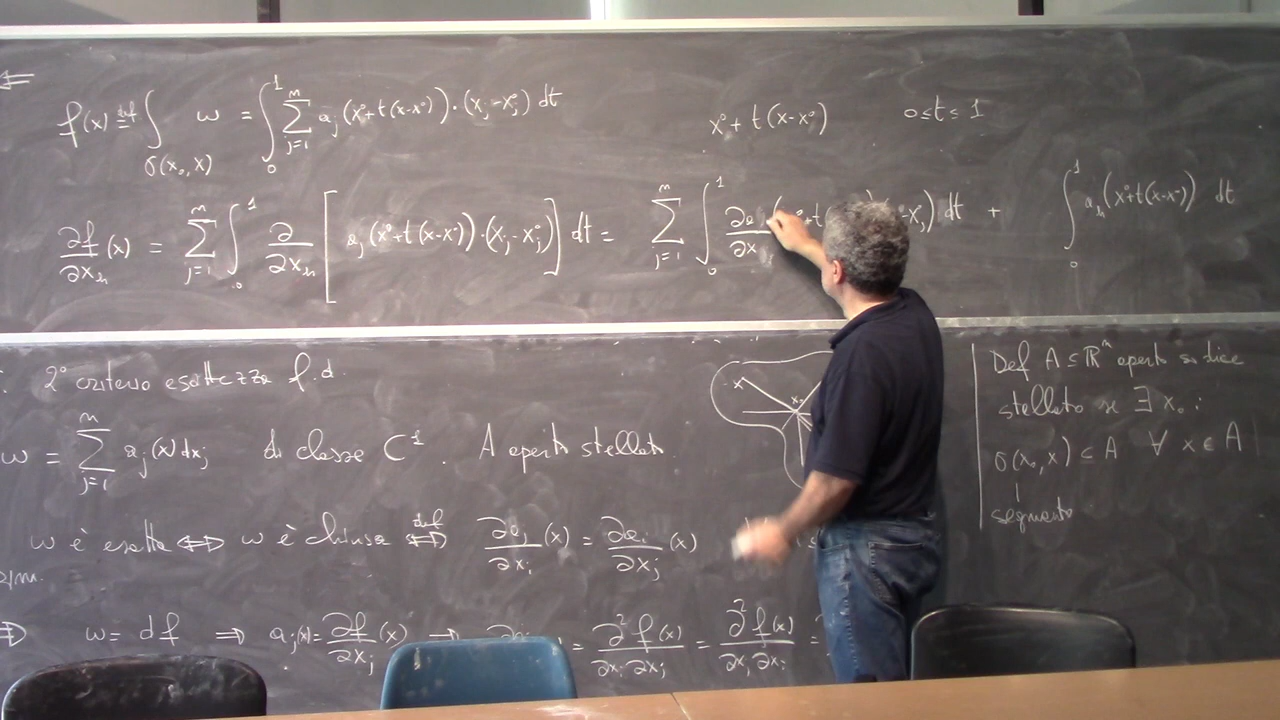 ⇐
f(x) ≝ ∫_{σ(x₀,x)} ω = ∫₀¹ Σ_{j=1}^{n} a_j(x°+t(x-x°))·(x_j-x°_j) dt
x°+t(x-x°) 0≤t≤1
∂f/∂x_h (x) = Σ_{j=1}^{n} ∫₀¹ ∂/∂x_h [a_j(x°+t(x-x°))·(x_j-x°_j)] dt = Σ_{j=1}^{n} ∫₀¹ dt + ∫₀¹ a_h(x°+t(x-x°)) dt
2° criterio esattezza f.d.
ω = Σ_{j=1}^{n} a_j(x)dx_j di classe C¹. A aperto stellato.
ω è esatta ⇔ ω è chiusa ⇔(def) ∂a_j/∂x_i (x) = ∂a_i/∂x_j (x)
Dim.
⇒ ω = df ⇒ a_j(x) = ∂f/∂x_j (x) → = ∂²f(x)/∂x_i∂x_j = ∂²f(x)/∂x_j∂x_i =
x
x₀
Def A ⊆ ℝⁿ aperto si dice
stellato se ∃ x₀ :
σ(x₀,x) ⊆ A ∀ x ∈ A
segmento